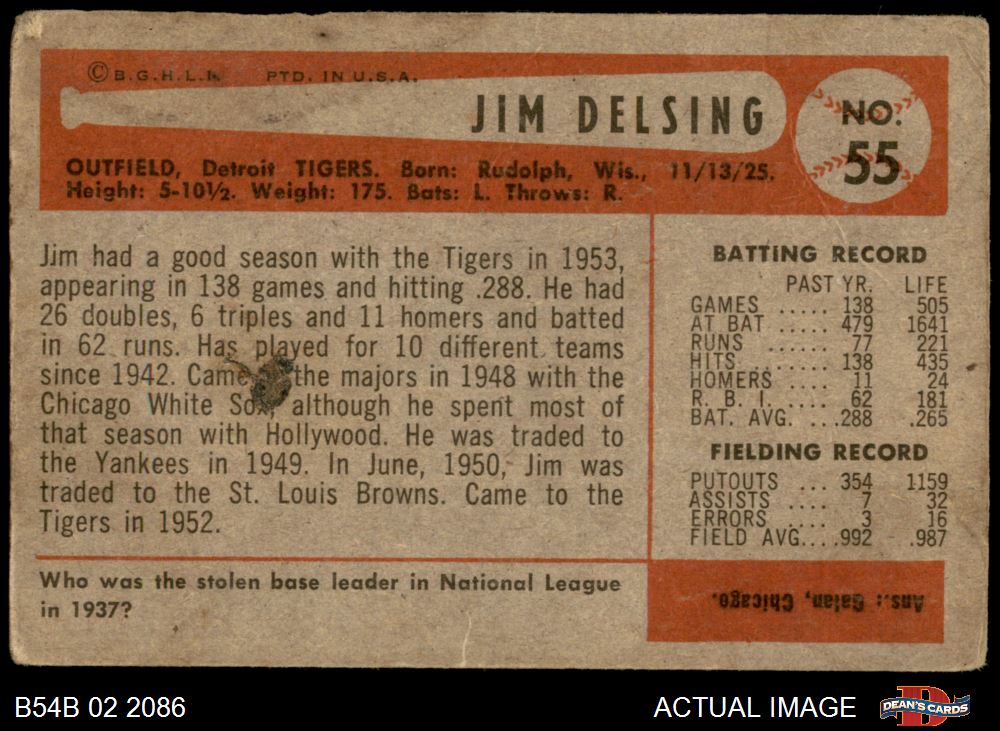 © B.G.H.L.I. PTD. IN U.S.A.
JIM DELSING
NO. 55
OUTFIELD, Detroit TIGERS. Born: Rudolph, Wis., 11/13/25.
Height: 5-10½. Weight: 175. Bats: L. Throws: R.
Jim had a good season with the Tigers in 1953,
appearing in 138 games and hitting .288. He had
26 doubles, 6 triples and 11 homers and batted
in 62 runs. Has played for 10 different teams
since 1942. Came the majors in 1948 with the
Chicago White Sox, although he spent most of
that season with Hollywood. He was traded to
the Yankees in 1949. In June, 1950, Jim was
traded to the St. Louis Browns. Came to the
Tigers in 1952.
Who was the stolen base leader in National League
in 1937?
BATTING RECORD
PAST YR. LIFE
GAMES ..... 138 505
AT BAT ..... 479 1641
RUNS ...... 77 221
HITS ...... 138 435
HOMERS .... 11 24
R. B. I. .... 62 181
BAT. AVG. ... .288 .265
FIELDING RECORD
PUTOUTS ... 354 1159
ASSISTS .... 7 32
ERRORS .... 3 16
FIELD AVG. ... .992 .987
Ans.: Galan, Chicago.
B54B 02 2086
ACTUAL IMAGE
D
DEAN'S CARDS